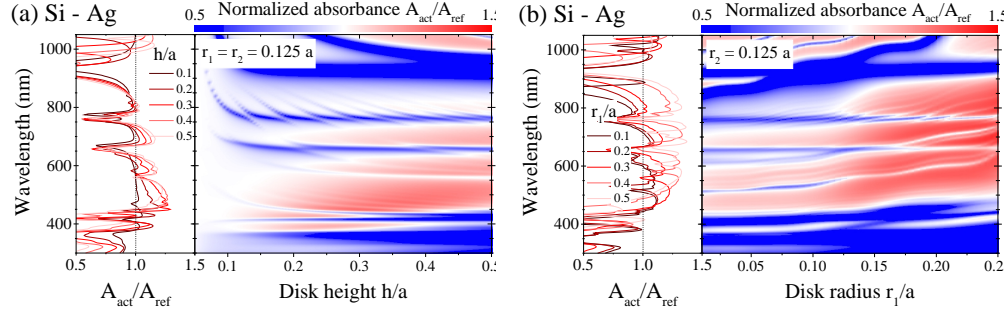 (a) Si - Ag
Normalized absorbance A_act/A_ref
0.5
1.5
h/a
0.1
0.2
0.3
0.4
0.5
r_1 = r_2 = 0.125 a
Wavelength (nm)
1000
800
600
400
0.5 1.0 0.5
A_act/A_ref
0.1 0.2 0.3 0.4 0.5
Disk height h/a
(b) Si - Ag
Normalized absorbance A_act/A_ref
0.5
1.5
r_2 = 0.125 a
r_1/a
0.1
0.2
0.3
0.4
0.5
Wavelength (nm)
1000
800
600
400
0.5 1.0 1.5
A_act/A_ref
0.05 0.10 0.15 0.20 0.2
Disk radius r_1/a